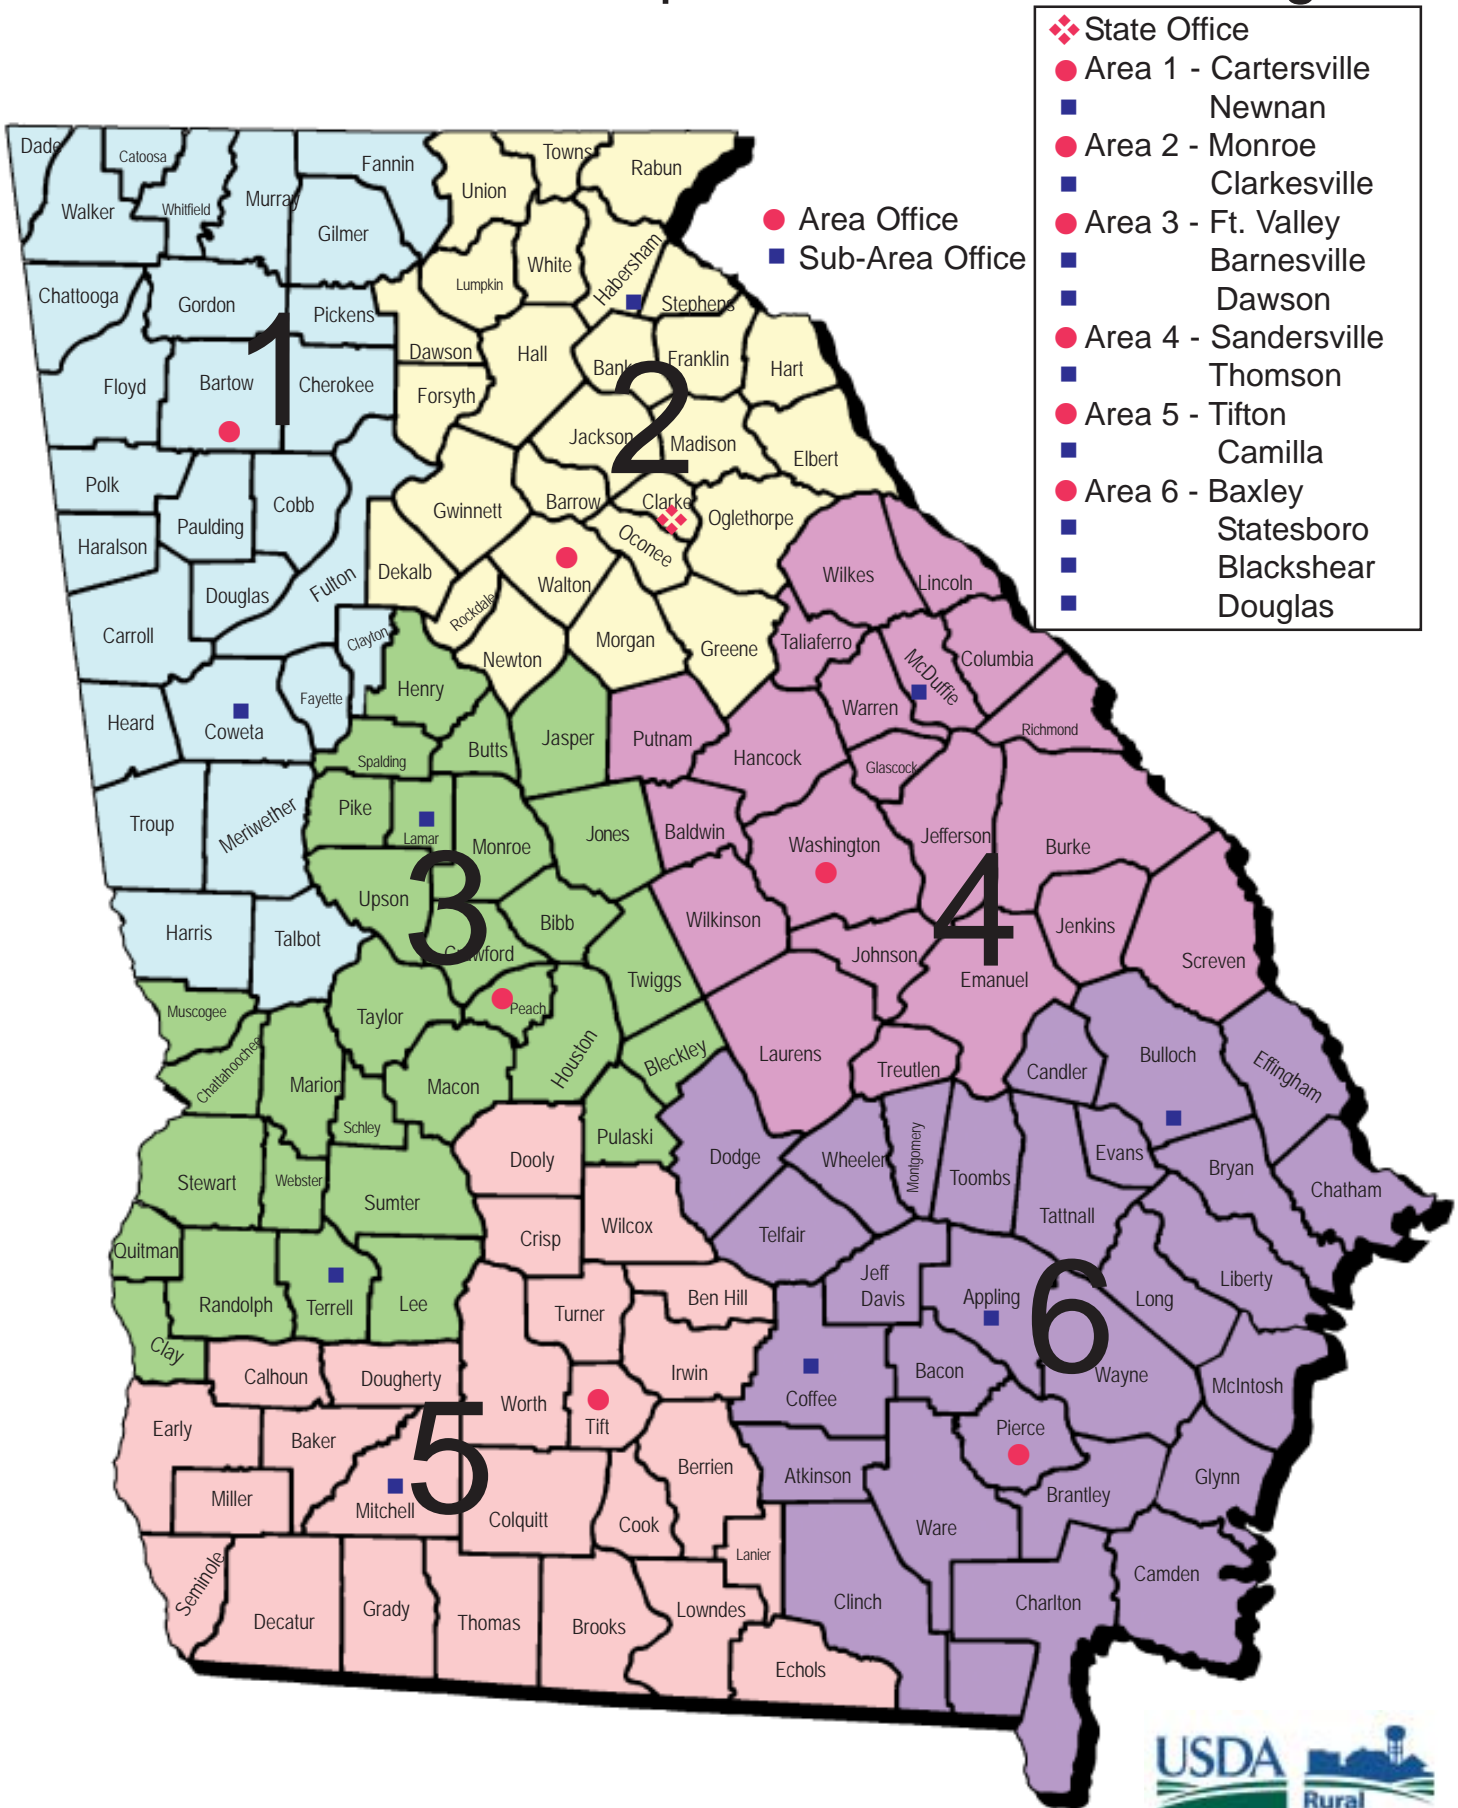 State Office
Area 1 - Cartersville
Newnan
Area 2 - Monroe
Clarkesville
Area 3 - Ft. Valley
Barnesville
Dawson
Area 4 - Sandersville
Thomson
Area 5 - Tifton
Camilla
Area 6 - Baxley
Statesboro
Blackshear
Douglas
Area Office
Sub-Area Office
Dade
Catoosa
Fannin
Towns
Rabun
Union
Walker
Whitfield
Murray
Gilmer
White
Habersham
Lumpkin
Stephens
Chattooga
Gordon
Pickens
1
Dawson
Hall
Banks
Franklin
Hart
Floyd
Bartow
Cherokee
Forsyth
2
Jackson
Madison
Elbert
Polk
Cobb
Paulding
Gwinnett
Barrow
Clarke
Oglethorpe
Oconee
Haralson
Dekalb
Walton
Wilkes
Lincoln
Douglas
Fulton
Rockdale
Carroll
Clayton
Newton
Morgan
Greene
Taliaferro
McDuffie
Columbia
Henry
Fayette
Heard
Coweta
Warren
Richmond
Spalding
Butts
Jasper
Putnam
Hancock
Glascock
Troup
Meriwether
Pike
Lamar
Monroe
Jones
Baldwin
Washington
Jefferson
Burke
3
4
Upson
Bibb
Wilkinson
Jenkins
Harris
Talbot
Crawford
Johnson
Screven
Emanuel
Twiggs
Muscogee
Taylor
Peach
Houston
Bleckley
Laurens
Treutlen
Candler
Bulloch
Effingham
Chattahoochee
Marion
Macon
Schley
Pulaski
Dooly
Dodge
Wheeler
Montgomery
Toombs
Evans
Bryan
Chatham
Stewart
Webster
Sumter
Crisp
Wilcox
Telfair
Tattnall
Quitman
Randolph
Terrell
Lee
Turner
Ben Hill
Jeff
Davis
Appling
6
Long
Liberty
Clay
Calhoun
Dougherty
Worth
Irwin
Tift
Coffee
Bacon
Wayne
McIntosh
Early
Baker
5
Pierce
Miller
Mitchell
Berrien
Atkinson
Brantley
Glynn
Colquitt
Cook
Ware
Lanier
Seminole
Decatur
Grady
Thomas
Brooks
Lowndes
Clinch
Charlton
Camden
Echols
USDA
Rural